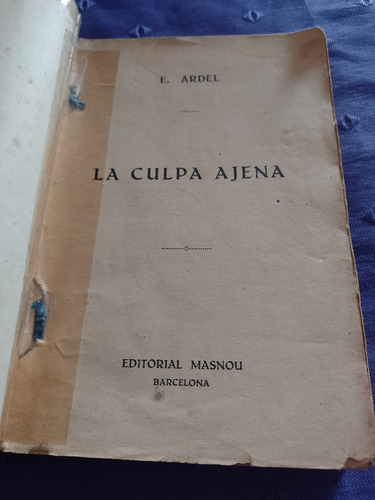 E. ARDEL
LA CULPA AJENA
EDITORIAL MASNOU
BARCELONA